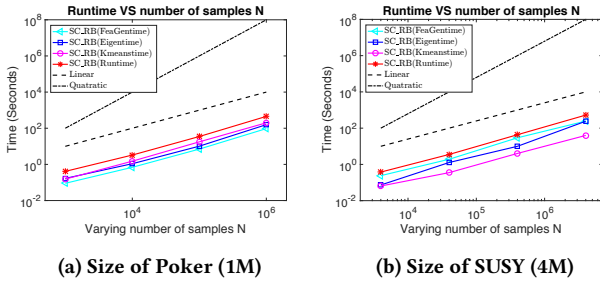 Runtime VS number of samples N
10^8
10^6
10^4
10^2
10^0
10^-2
Time (Seconds)
SC_RB(FeaGentime)
SC_RB(Eigentime)
SC_RB(Kmeanstime)
SC_RB(Runtime)
Linear
Quatratic
10^4
10^6
Varying number of samples N
(a) Size of Poker (1M)
Runtime VS number of samples N
10^8
10^6
10^4
10^2
10^0
10^-2
Time (Seconds)
SC_RB(FeaGentime)
SC_RB(Eigentime)
SC_RB(Kmeanstime)
SC_RB(Runtime)
Linear
Quatratic
10^4
10^5
10^6
Varying number of samples N
(b) Size of SUSY (4M)